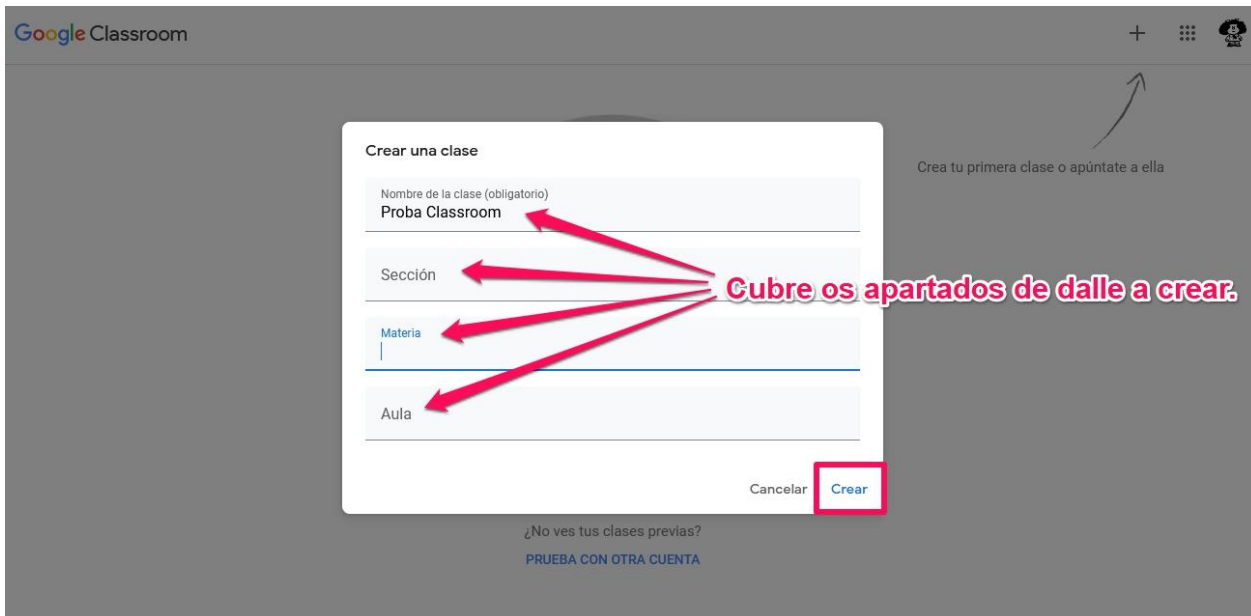 Google Classroom
Crea tu primera clase o apúntate a ella
Crear una clase
Nombre de la clase (obligatorio)
Proba Classroom
Sección
Cubre os apartados de dalle a crear.
Materia
Aula
Cancelar Crear
¿No ves tus clases previas?
PRUEBA CON OTRA CUENTA